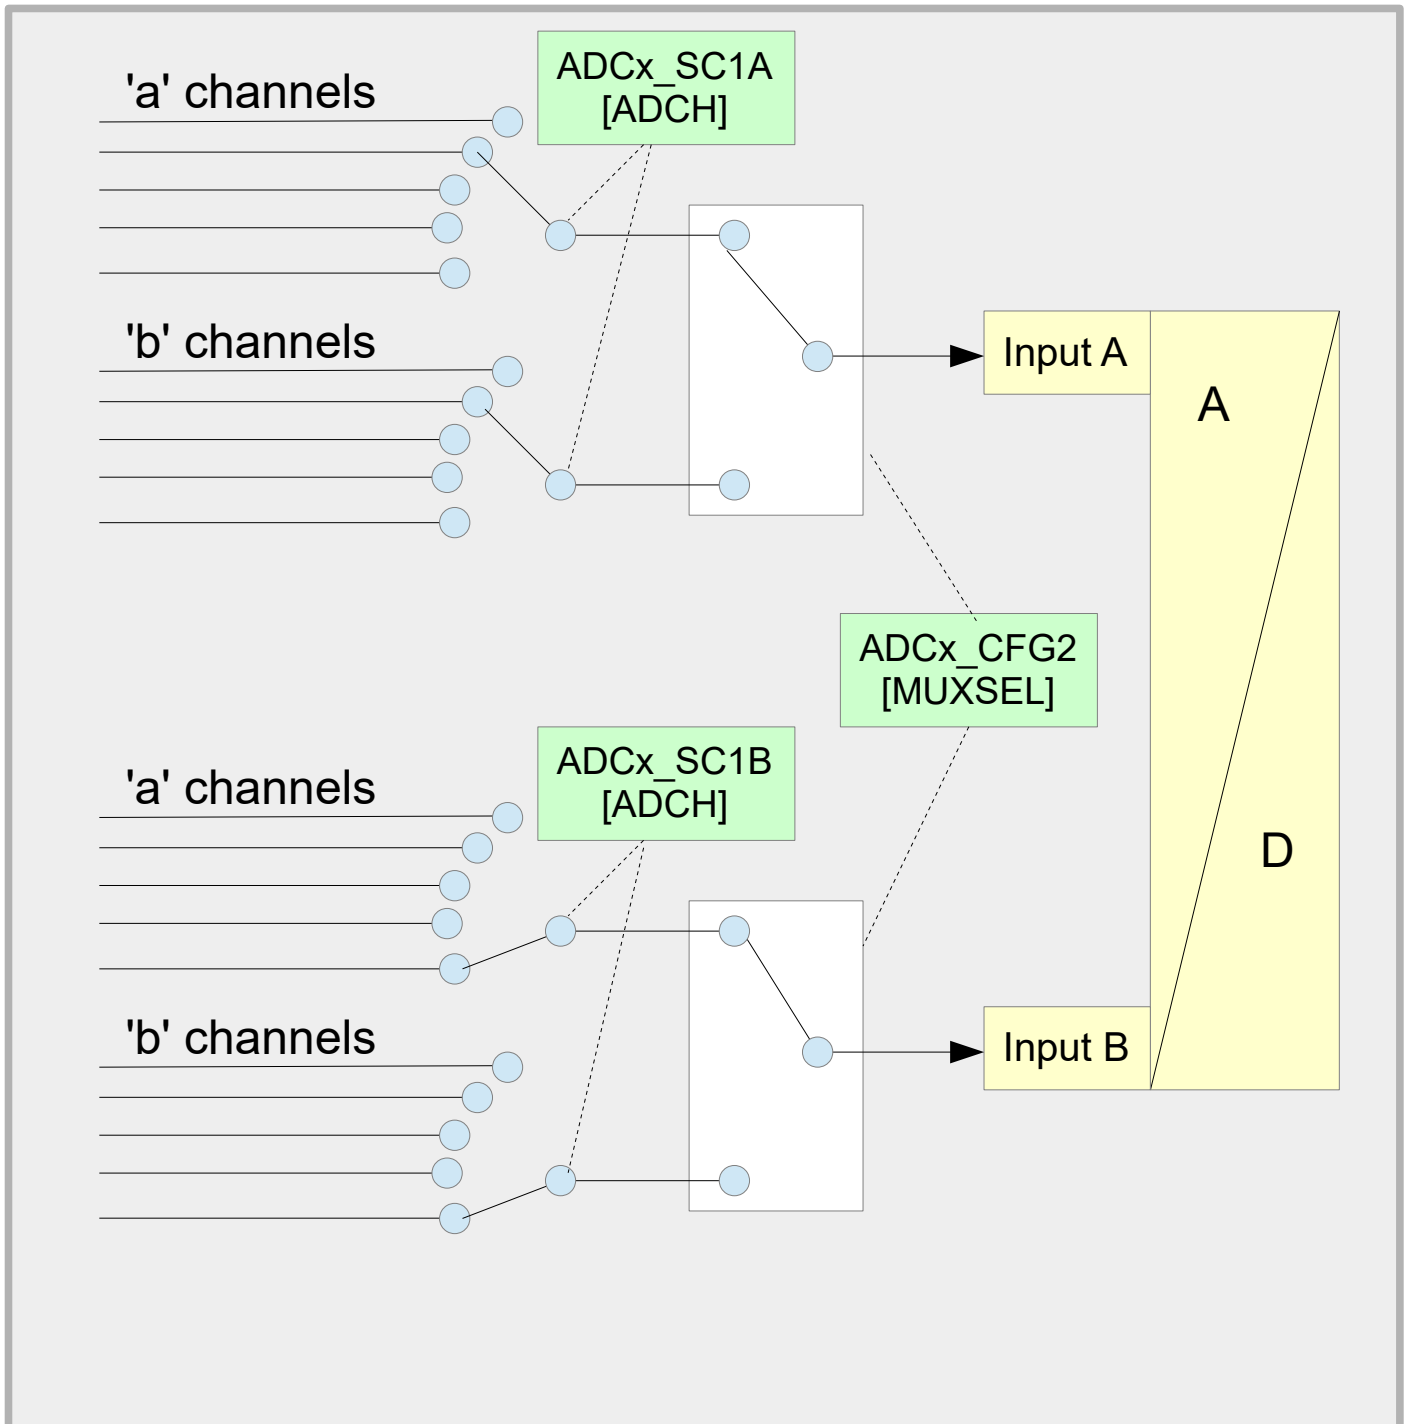 'a' channels
ADCx_SC1A
[ADCH]
'b' channels
Input A
A
ADCx_CFG2
[MUXSEL]
'a' channels
ADCx_SC1B
[ADCH]
D
'b' channels
Input B